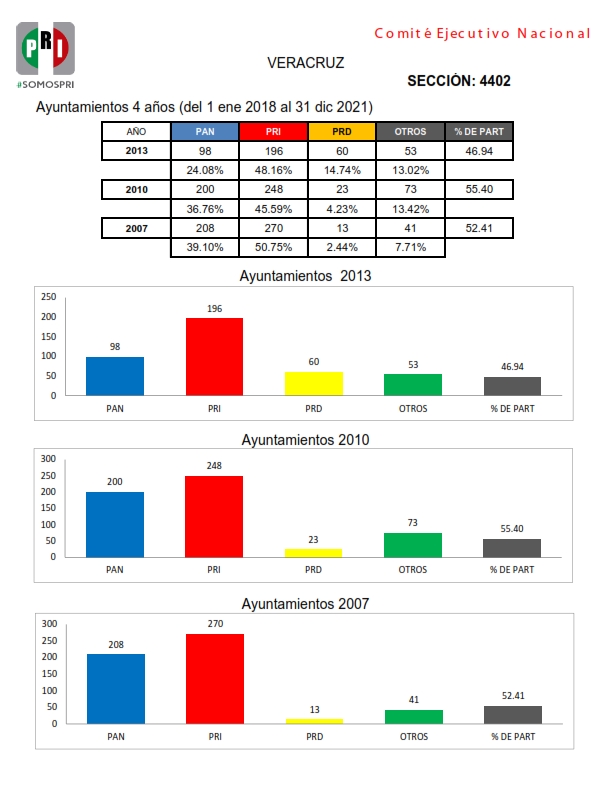 Comité Ejecutivo Nacional
PRI
#SOMOSPRI
VERACRUZ
SECCIÓN: 4402
Ayuntamientos 4 años (del 1 ene 2018 al 31 dic 2021)
AÑO PAN PRI PRD OTROS % DE PART
2013 98 196 60 53 46.94
24.08% 48.16% 14.74% 13.02%
2010 200 248 23 73 55.40
36.76% 45.59% 4.23% 13.42%
2007 208 270 13 41 52.41
39.10% 50.75% 2.44% 7.71%
Ayuntamientos 2013
250
200
150
100
50
0
98 196 60 53 46.94
PAN PRI PRD OTROS % DE PART
Ayuntamientos 2010
300
250
200
150
100
50
0
200 248 23 73 55.40
PAN PRI PRD OTROS % DE PART
Ayuntamientos 2007
300
250
200
150
100
50
0
208 270 13 41 52.41
PAN PRI PRD OTROS % DE PART